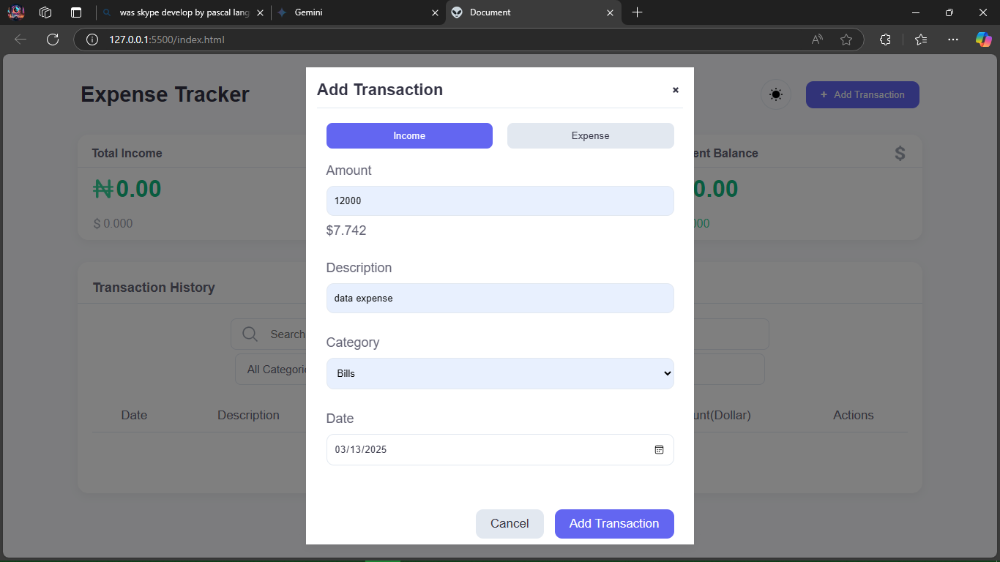 was skype develop by pascal lang
Gemini
Document
127.0.0.1:5500/index.html
Expense Tracker
+ Add Transaction
Add Transaction
×
Income
Expense
Total Income
ent Balance
$
₦0.00
0.00
Amount
12000
$ 0.000
000
$7.742
Transaction History
Description
data expense
Search
Category
All Categorie
Bills
Date
Description
unt(Dollar)
Actions
Date
03/13/2025
Cancel
Add Transaction